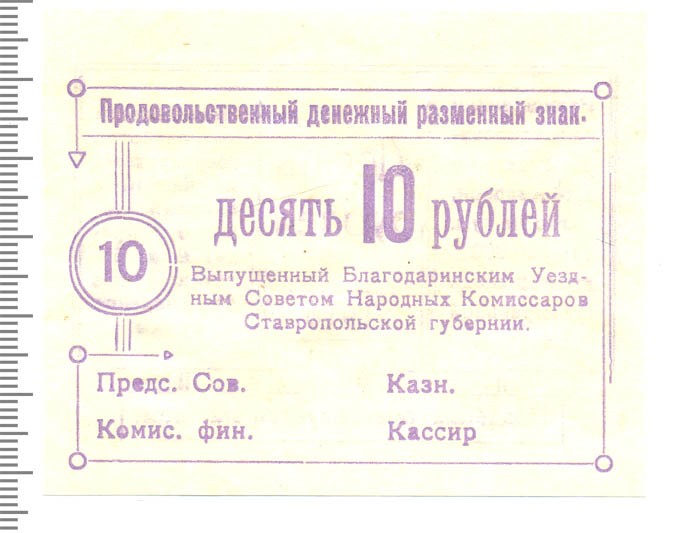 Продовольственный денежный разменный знак.
десять 10 рублей
10
Выпущенный Благодаринским Уезд-
ным Советом Народных Комиссаров
Ставропольской губернии.
Предс. Сов. Казн.
Комис. фин. Кассир